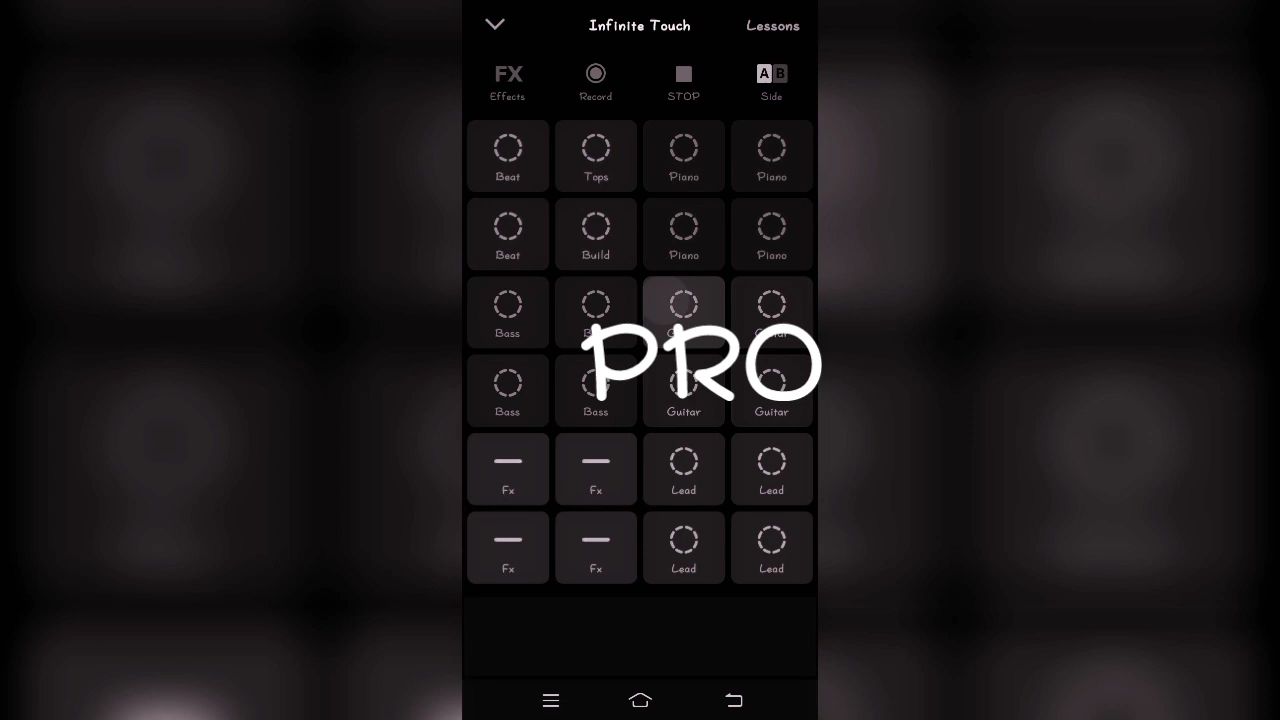 Infinite Touch Lessons
FX A B
Effects Record STOP Side
Beat Tops Piano Piano
Beat Build Piano Piano
Bass
PRO
Bass Bass Guitar Guitar
Fx Fx Lead Lead
Fx Fx Lead Lead